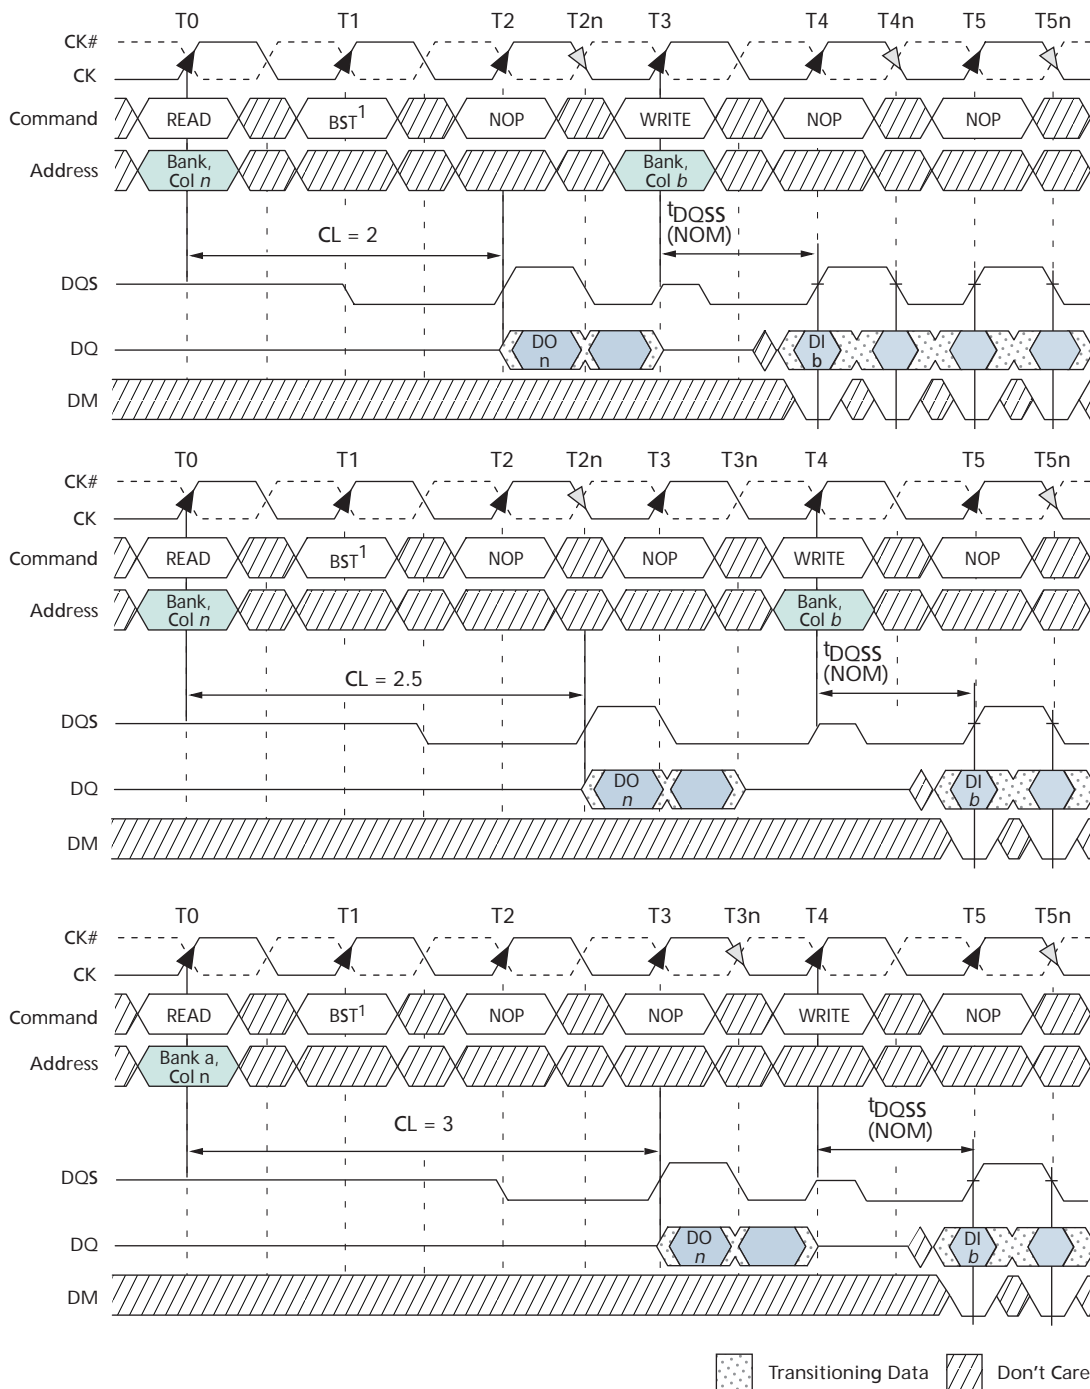 T0 T1 T2 T2n T3 T4 T4n T5 T5n
CK#
CK
Command READ BST1 NOP WRITE NOP NOP
Address Bank, Col n Bank, Col b
CL = 2
tDQSS (NOM)
DQS
DQ DO n DI b
DM
T0 T1 T2 T2n T3 T3n T4 T5 T5n
CK#
CK
Command READ BST1 NOP NOP WRITE NOP
Address Bank, Col n Bank, Col b
CL = 2.5
tDQSS (NOM)
DQS
DQ DO n DI b
DM
T0 T1 T2 T3 T3n T4 T5 T5n
CK#
CK
Command READ BST1 NOP NOP WRITE NOP
Address Bank a, Col n
CL = 3
tDQSS (NOM)
DQS
DQ DO n DI b
DM
Transitioning Data Don't Care